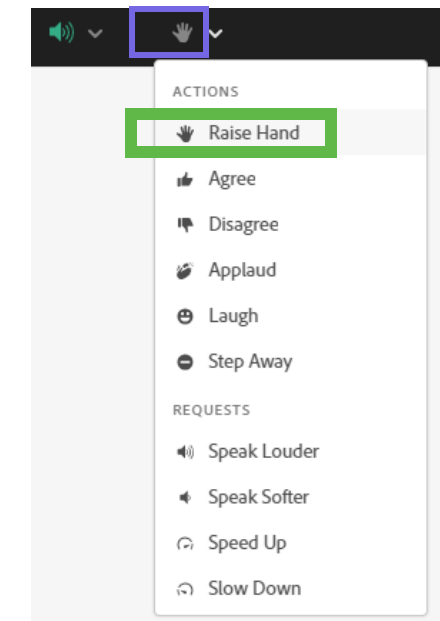 ACTIONS
Raise Hand
Agree
Disagree
Applaud
Laugh
Step Away
REQUESTS
Speak Louder
Speak Softer
Speed Up
Slow Down